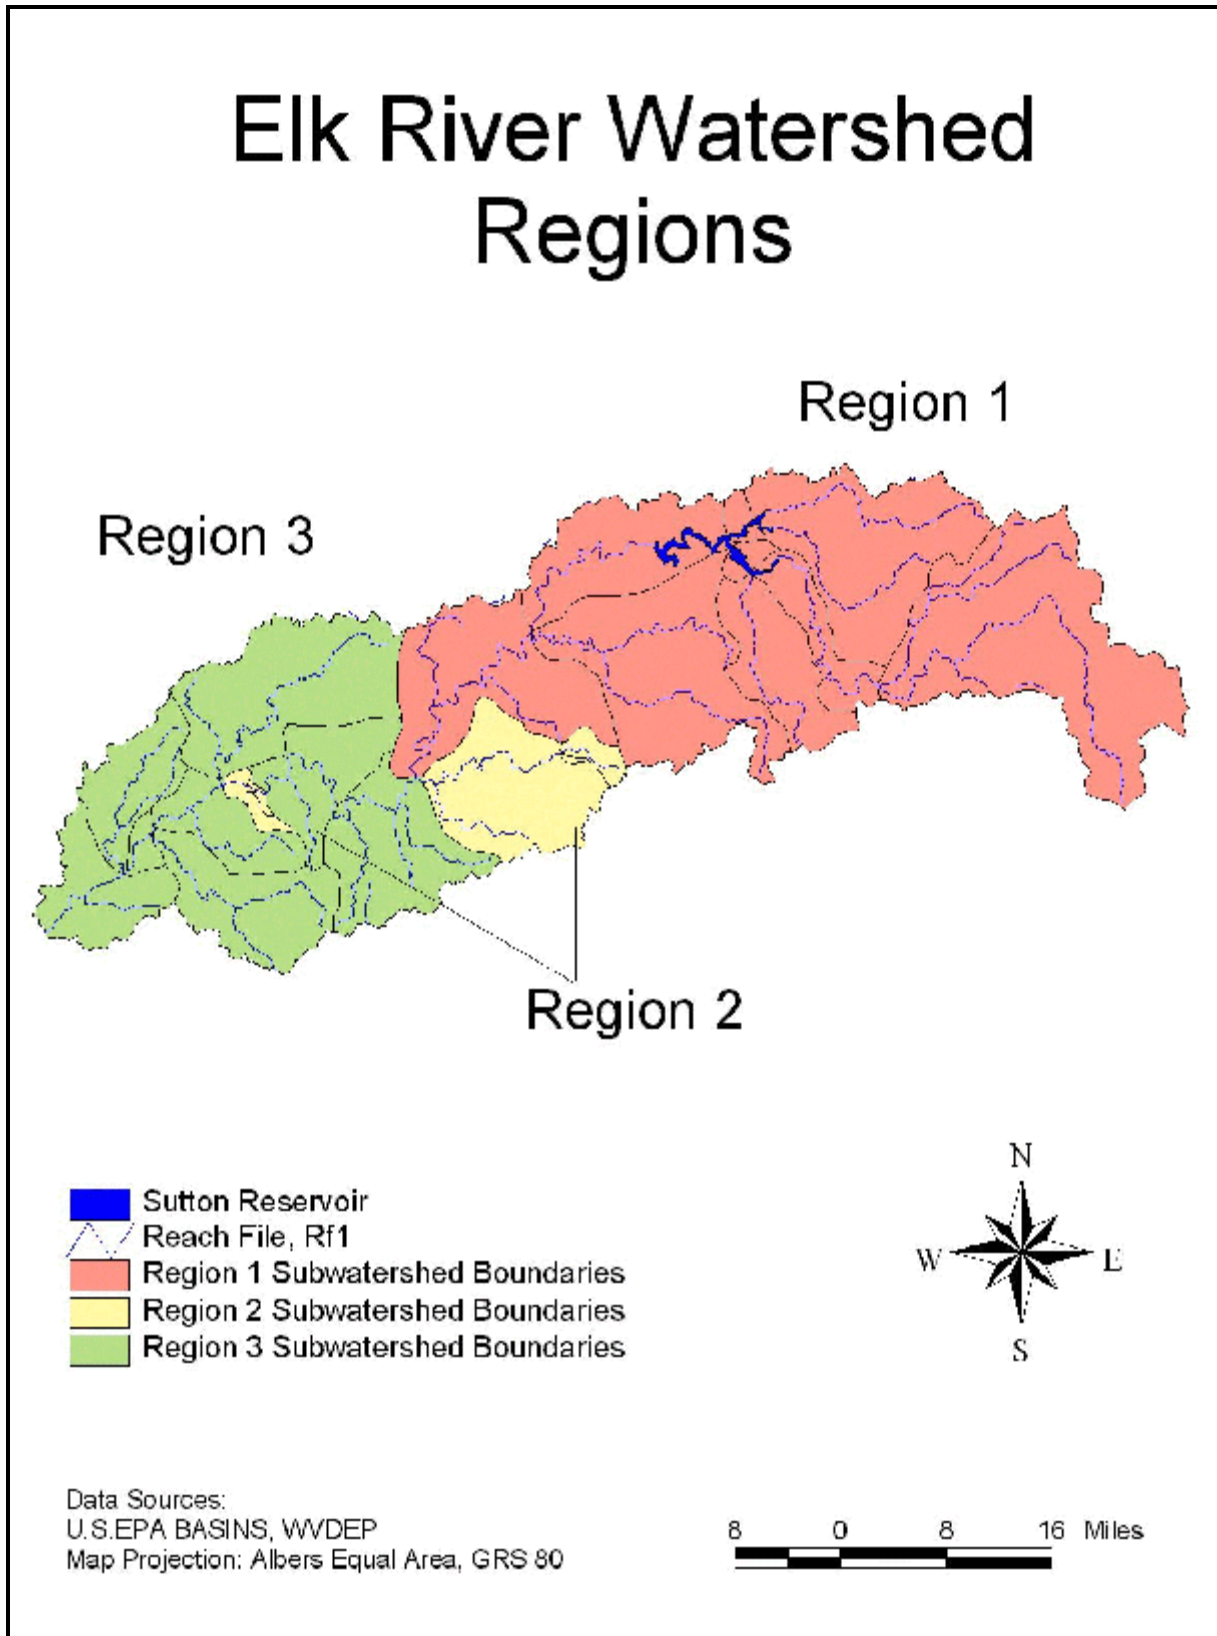 Elk River Watershed
Regions
Region 1
Region 3
Region 2
N
W
E
S
Sutton Reservoir
Reach File, Rf1
Region 1 Subwatershed Boundaries
Region 2 Subwatershed Boundaries
Region 3 Subwatershed Boundaries
Data Sources:
U.S.EPA BASINS, WVDEP
Map Projection: Albers Equal Area, GRS 80
8 0 8 16 Miles